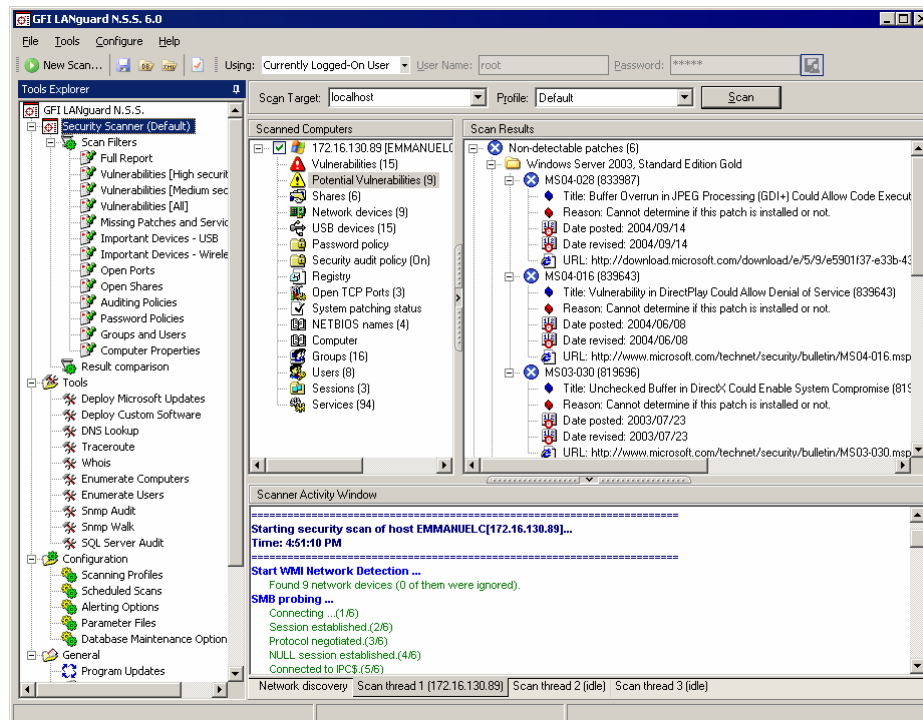 GFI LANguard N.S.S. 6.0
File Tools Configure Help
New Scan... Using: Currently Logged-On User User Name: root Password: *****
Tools Explorer
GFI LANguard N.S.S.
Security Scanner (Default)
Scan Filters
Full Report
Vulnerabilities [High securit
Vulnerabilities [Medium sec
Vulnerabilities [All]
Missing Patches and Servic
Important Devices - USB
Important Devices - Wirele
Open Ports
Open Shares
Auditing Policies
Password Policies
Groups and Users
Computer Properties
Result comparison
Tools
Deploy Microsoft Updates
Deploy Custom Software
DNS Lookup
Traceroute
Whois
Enumerate Computers
Enumerate Users
Snmp Audit
Snmp Walk
SQL Server Audit
Configuration
Scanning Profiles
Scheduled Scans
Alerting Options
Parameter Files
Database Maintenance Option
General
Program Updates
Scan Target: localhost Profile: Default Scan
Scanned Computers
172.16.130.89 [EMMANUELC
Vulnerabilities (15)
Potential Vulnerabilities (9)
Shares (6)
Network devices (9)
USB devices (15)
Password policy
Security audit policy (On)
Registry
Open TCP Ports (3)
System patching status
NETBIOS names (4)
Computer
Groups (16)
Users (8)
Sessions (3)
Services (94)
Scan Results
Non-detectable patches (6)
Windows Server 2003, Standard Edition Gold
MS04-028 (833987)
Title: Buffer Overrun in JPEG Processing (GDI+) Could Allow Code Execut
Reason: Cannot determine if this patch is installed or not.
Date posted: 2004/09/14
Date revised: 2004/09/14
URL: http://download.microsoft.com/download/e/5/9/e5901f37-e33b-43
MS04-016 (839643)
Title: Vulnerability in DirectPlay Could Allow Denial of Service (839643)
Reason: Cannot determine if this patch is installed or not.
Date posted: 2004/06/08
Date revised: 2004/06/08
URL: http://www.microsoft.com/technet/security/bulletin/MS04-016.msp
MS03-030 (819696)
Title: Unchecked Buffer in DirectX Could Enable System Compromise (819
Reason: Cannot determine if this patch is installed or not.
Date posted: 2003/07/23
Date revised: 2003/07/23
URL: http://www.microsoft.com/technet/security/bulletin/MS03-030.msp
Scanner Activity Window
Starting security scan of host EMMANUELC[172.16.130.89]...
Time: 4:51:10 PM
Start WMI Network Detection ...
Found 9 network devices (0 of them were ignored).
SMB probing ...
Connecting ...(1/6)
Session established.(2/6)
Protocol negotiated.(3/6)
NULL session established.(4/6)
Connected to IPC$.(5/6)
Network discovery Scan thread 1 (172.16.130.89) Scan thread 2 (idle) Scan thread 3 (idle)